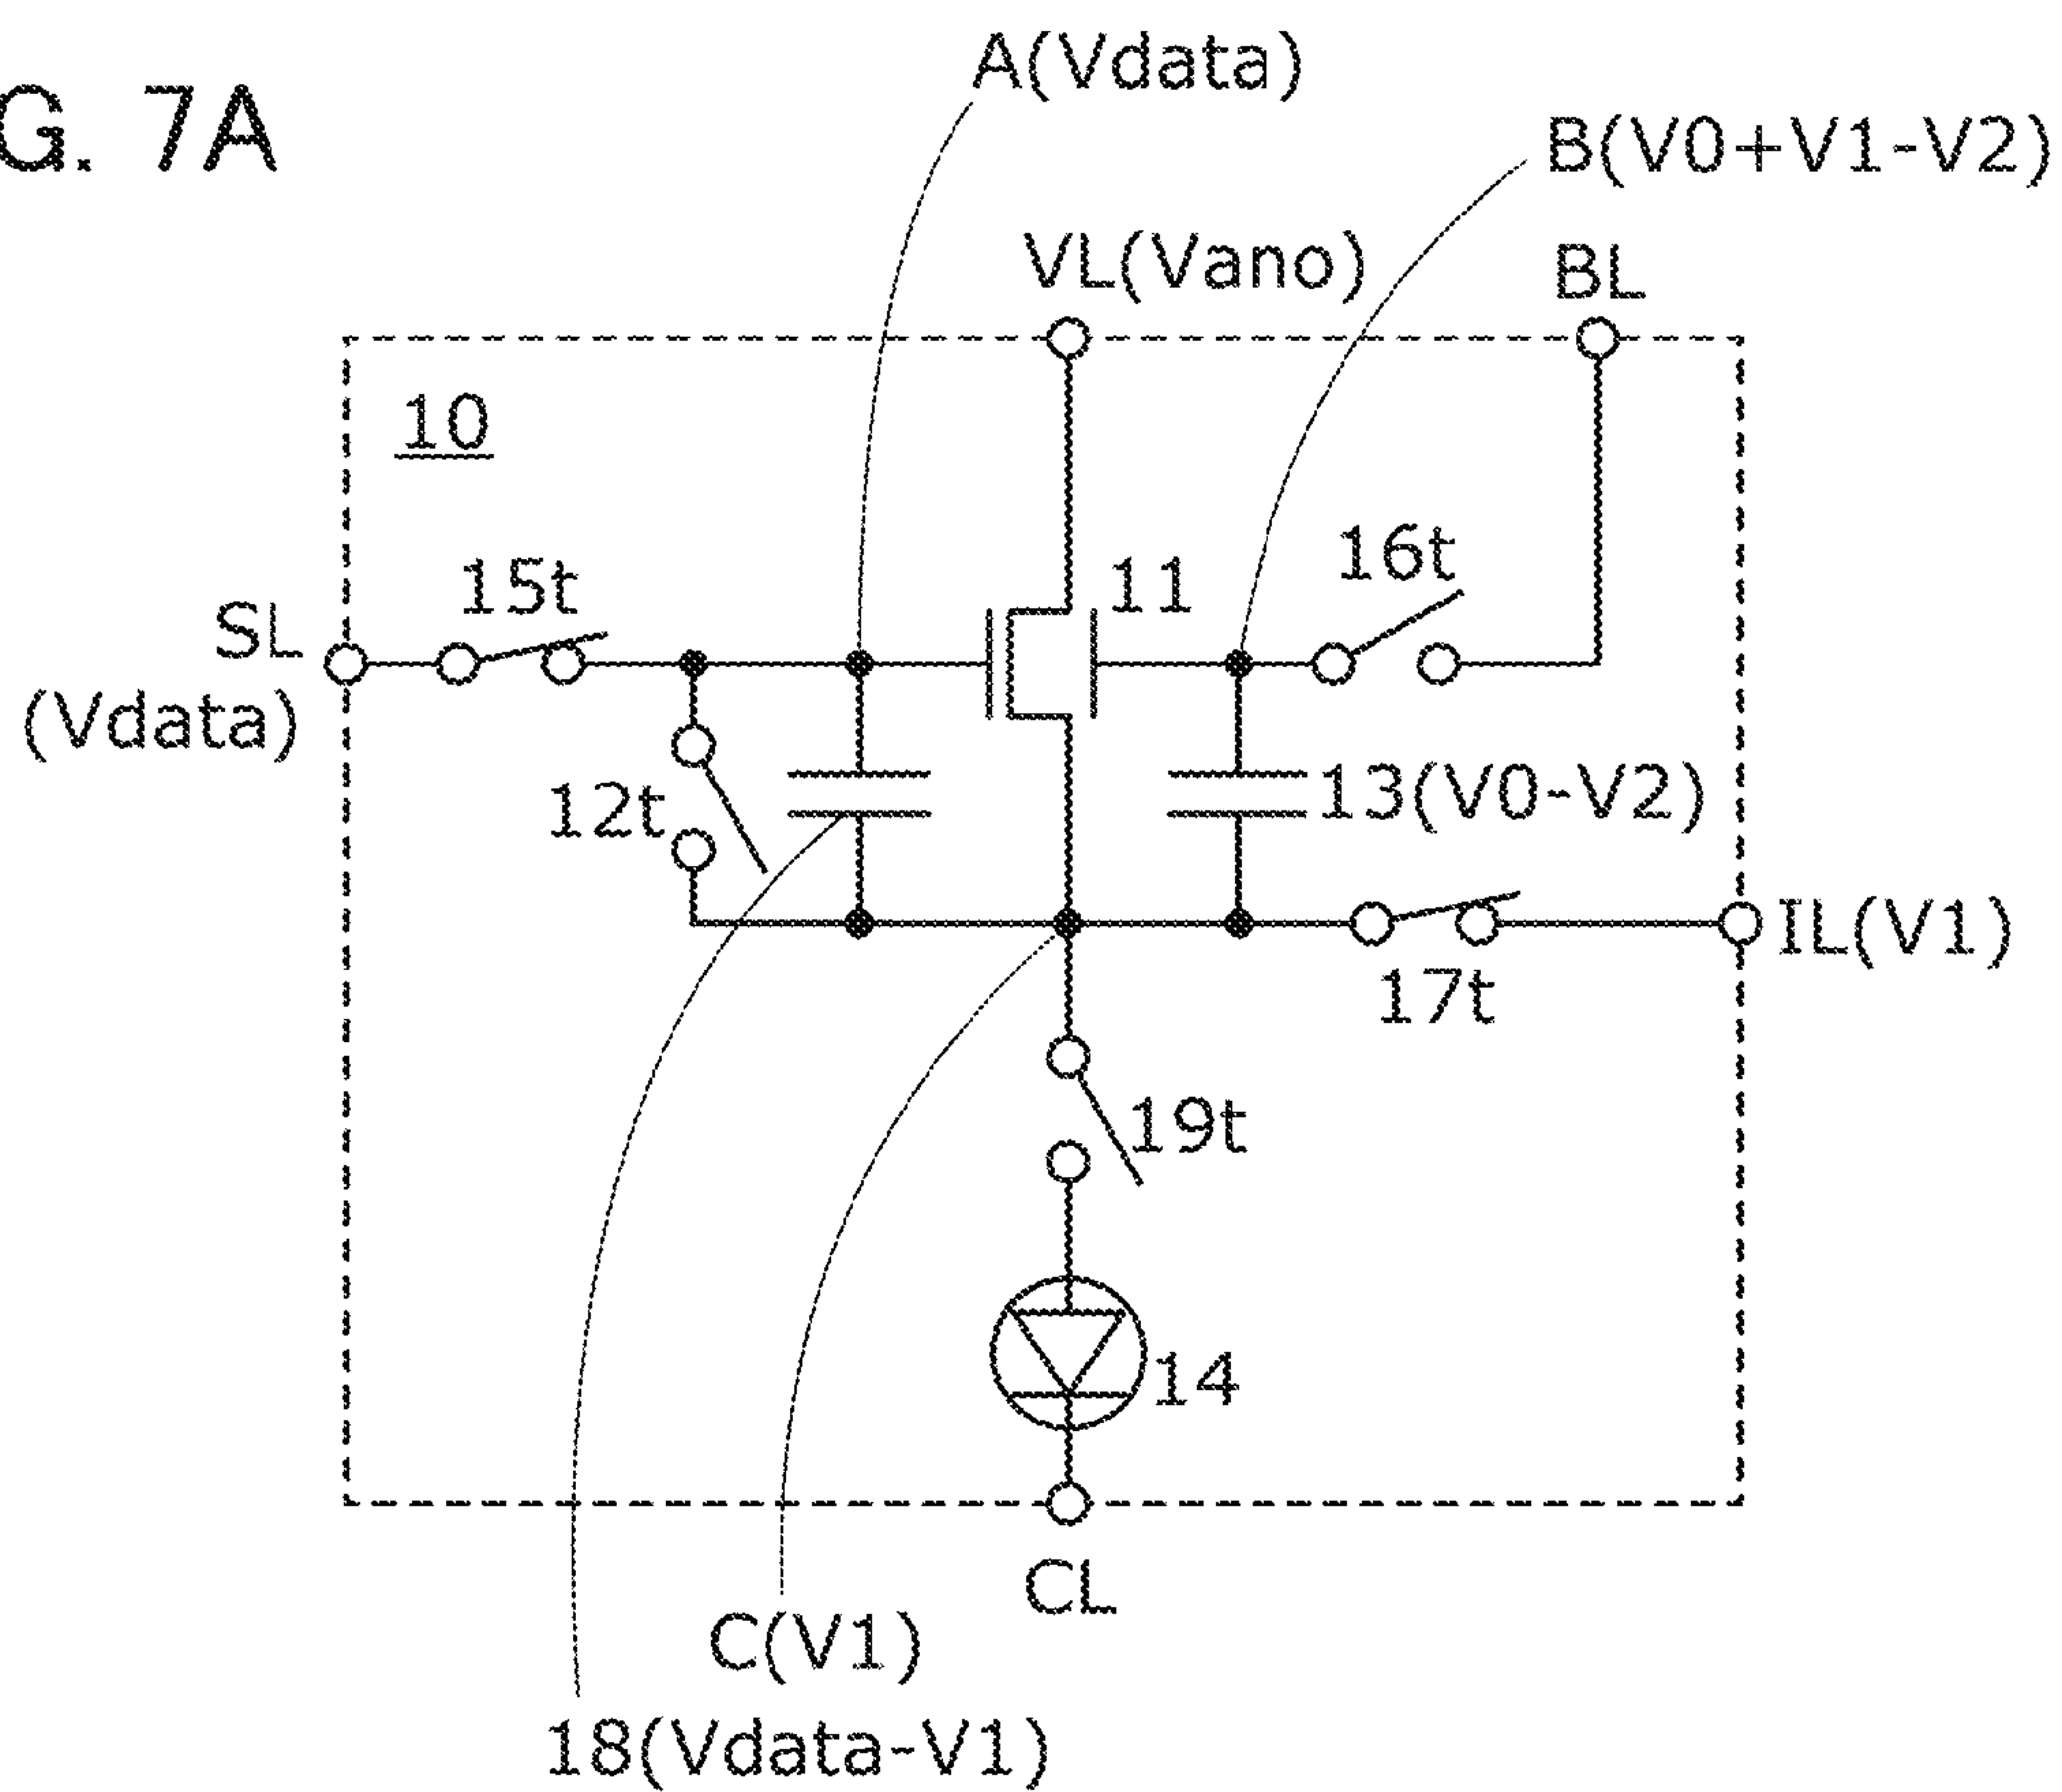 G. 7A
A(Vdata)
B(V0+V1-V2)
VL(Vano)
BL
10
15t
11
16t
SL
(Vdata)
12t
13(V0-V2)
IL(V1)
17t
19t
14
CL
C(V1)
18(Vdata-V1)